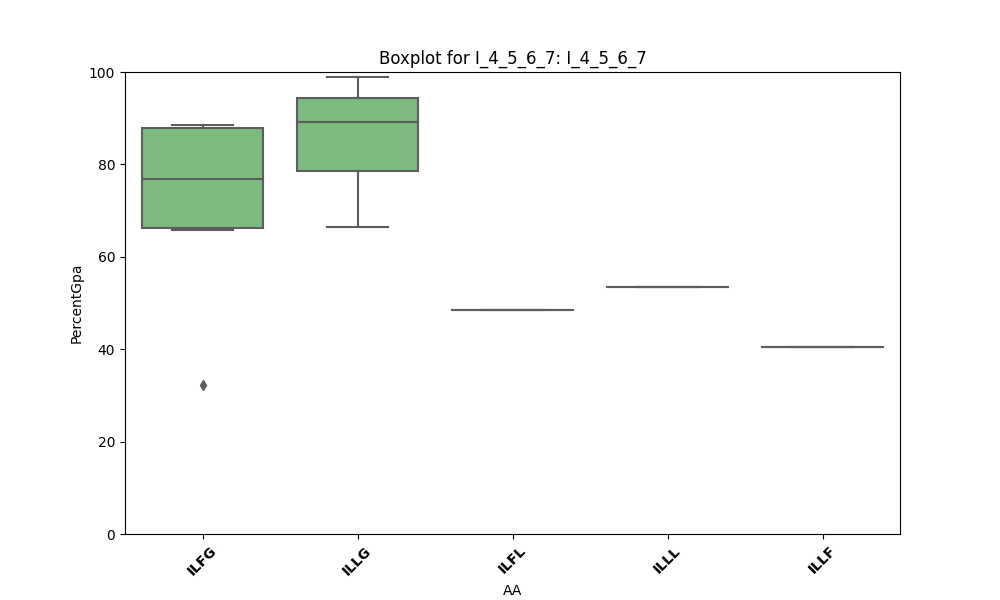 Boxplot for I_4_5_6_7: I_4_5_6_7
100
80
60
40
20
0
PercentGpa
ILFG
ILLG
ILFL
ILLL
ILLF
AA